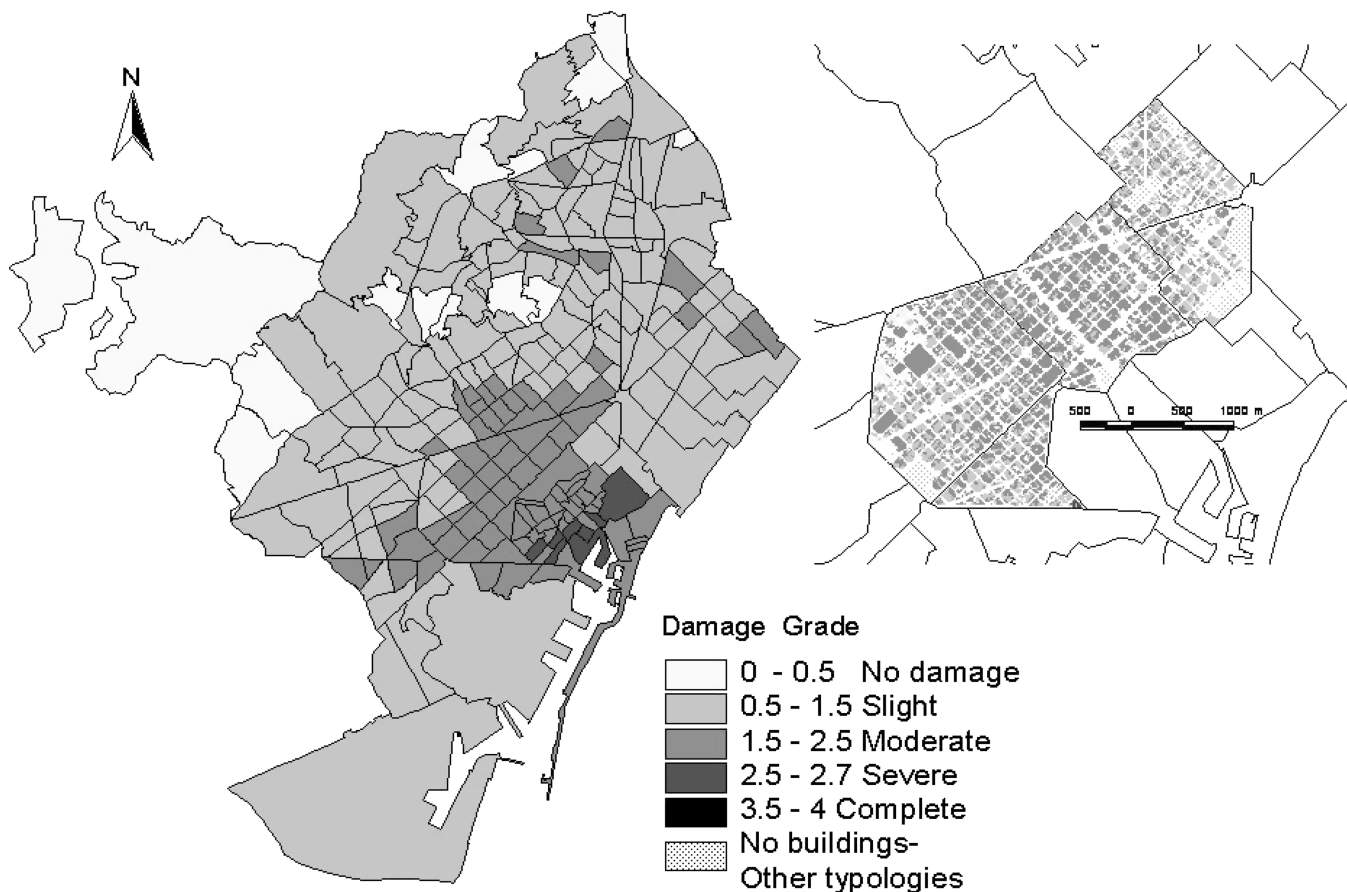 N
500 0 500 1000 m
Damage Grade
0 - 0.5 No damage
0.5 - 1.5 Slight
1.5 - 2.5 Moderate
2.5 - 2.7 Severe
3.5 - 4 Complete
No buildings-
Other typologies